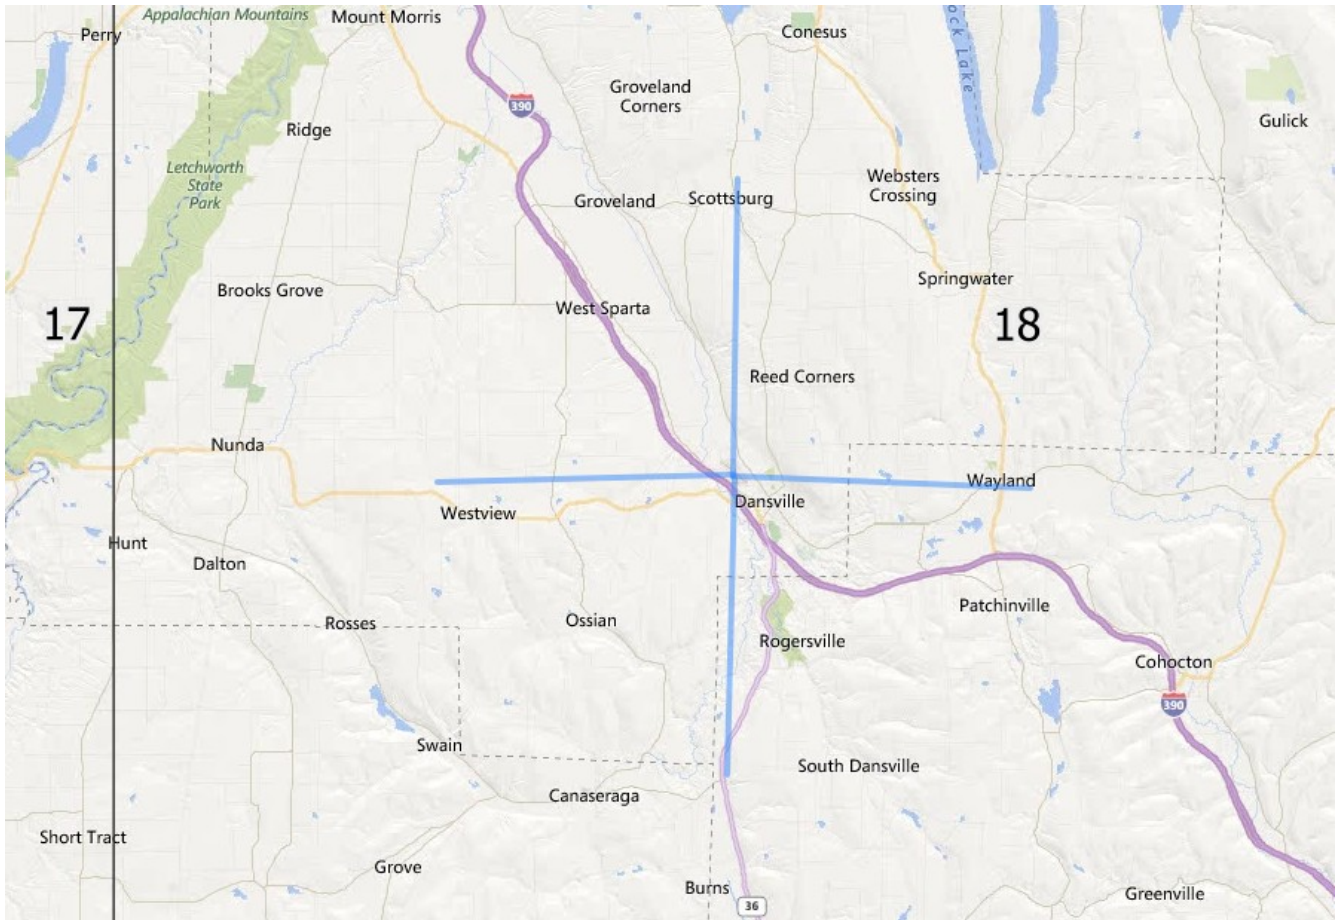 Appalachian Mountains
Mount Morris
Perry
Conesus
ock Lake
Groveland
Corners
390
Gulick
Ridge
Letchworth
State
Park
Websters
Crossing
Groveland
Scottsburg
Springwater
Brooks Grove
West Sparta
17
18
Reed Corners
Nunda
Wayland
Dansville
Westview
Hunt
Dalton
Patchinville
Ossian
Rosses
Rogersville
Cohocton
390
Swain
South Dansville
Canaseraga
Short Tract
Grove
Burns
Greenville
36